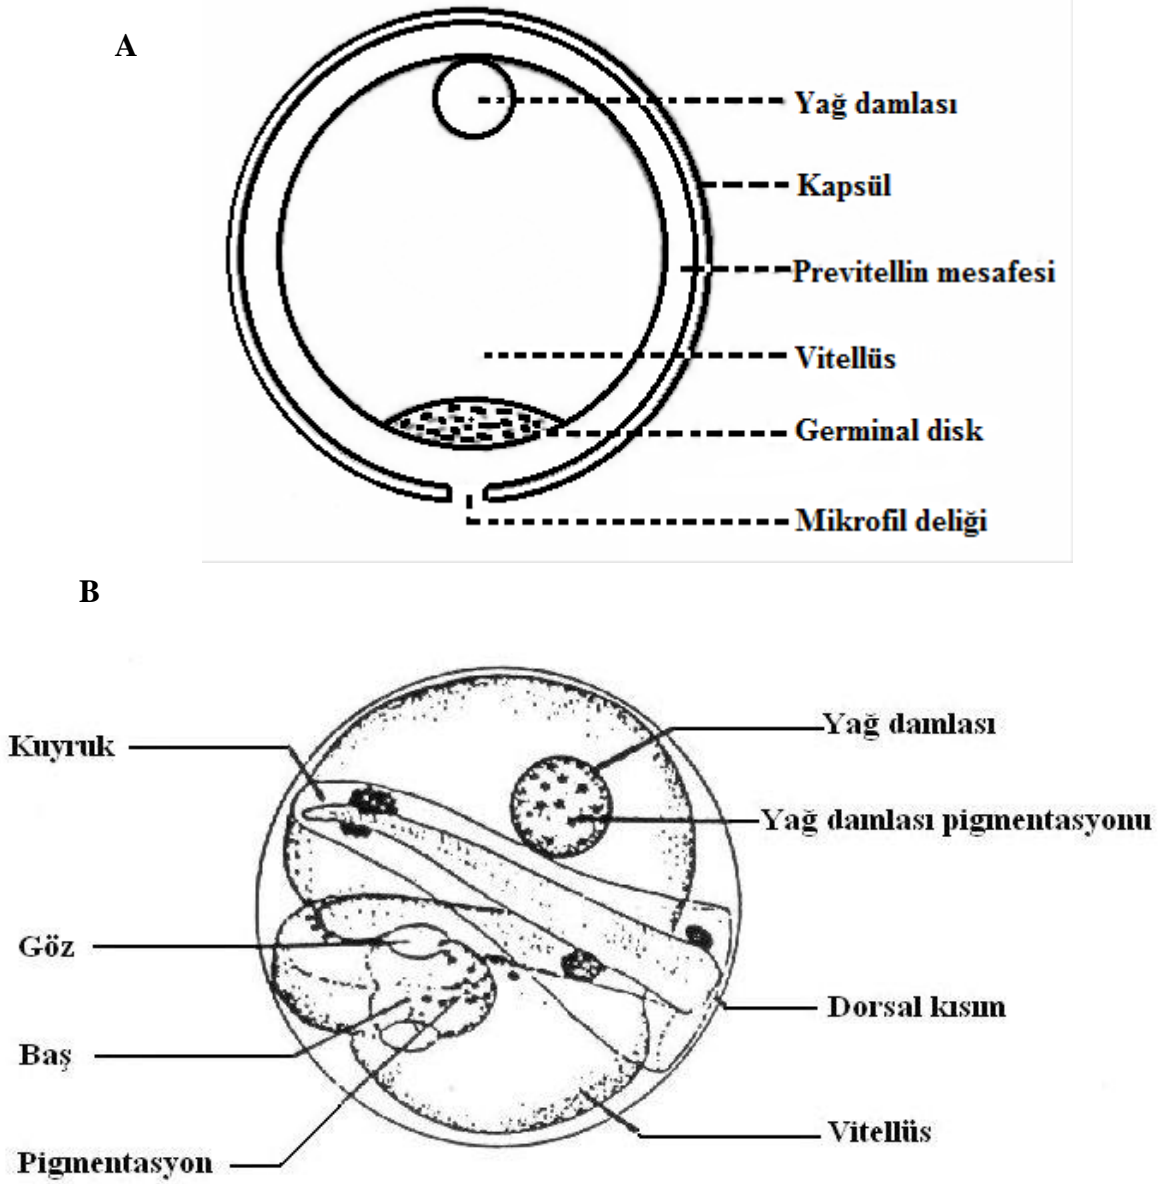 A
Yağ damlası
Kapsül
Previtellin mesafesi
Vitellüs
Germinal disk
Mikrofil deliği
B
Kuyruk
Yağ damlası
Yağ damlası pigmentasyonu
Göz
Dorsal kısım
Baş
Vitellüs
Pigmentasyon